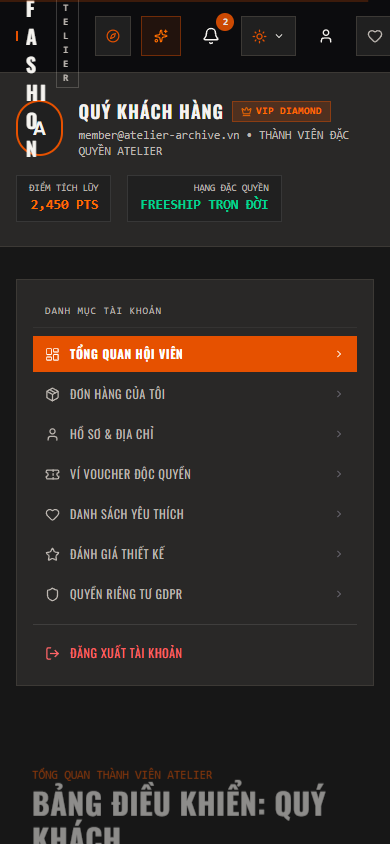 FASHION
ATELIER
2
A
QUÝ KHÁCH HÀNG
VIP DIAMOND
member@atelier-archive.vn • THÀNH VIÊN ĐẶC
QUYỀN ATELIER
ĐIỂM TÍCH LŨY
2,450 PTS
HẠNG ĐẶC QUYỀN
FREESHIP TRỌN ĐỜI
DANH MỤC TÀI KHOẢN
TỔNG QUAN HỘI VIÊN
ĐƠN HÀNG CỦA TÔI
HỒ SƠ & ĐỊA CHỈ
VÍ VOUCHER ĐỘC QUYỀN
DANH SÁCH YÊU THÍCH
ĐÁNH GIÁ THIẾT KẾ
QUYỀN RIÊNG TƯ GDPR
ĐĂNG XUẤT TÀI KHOẢN
TỔNG QUAN THÀNH VIÊN ATELIER
BẢNG ĐIỀU KHIỂN: QUÝ
KHÁCH